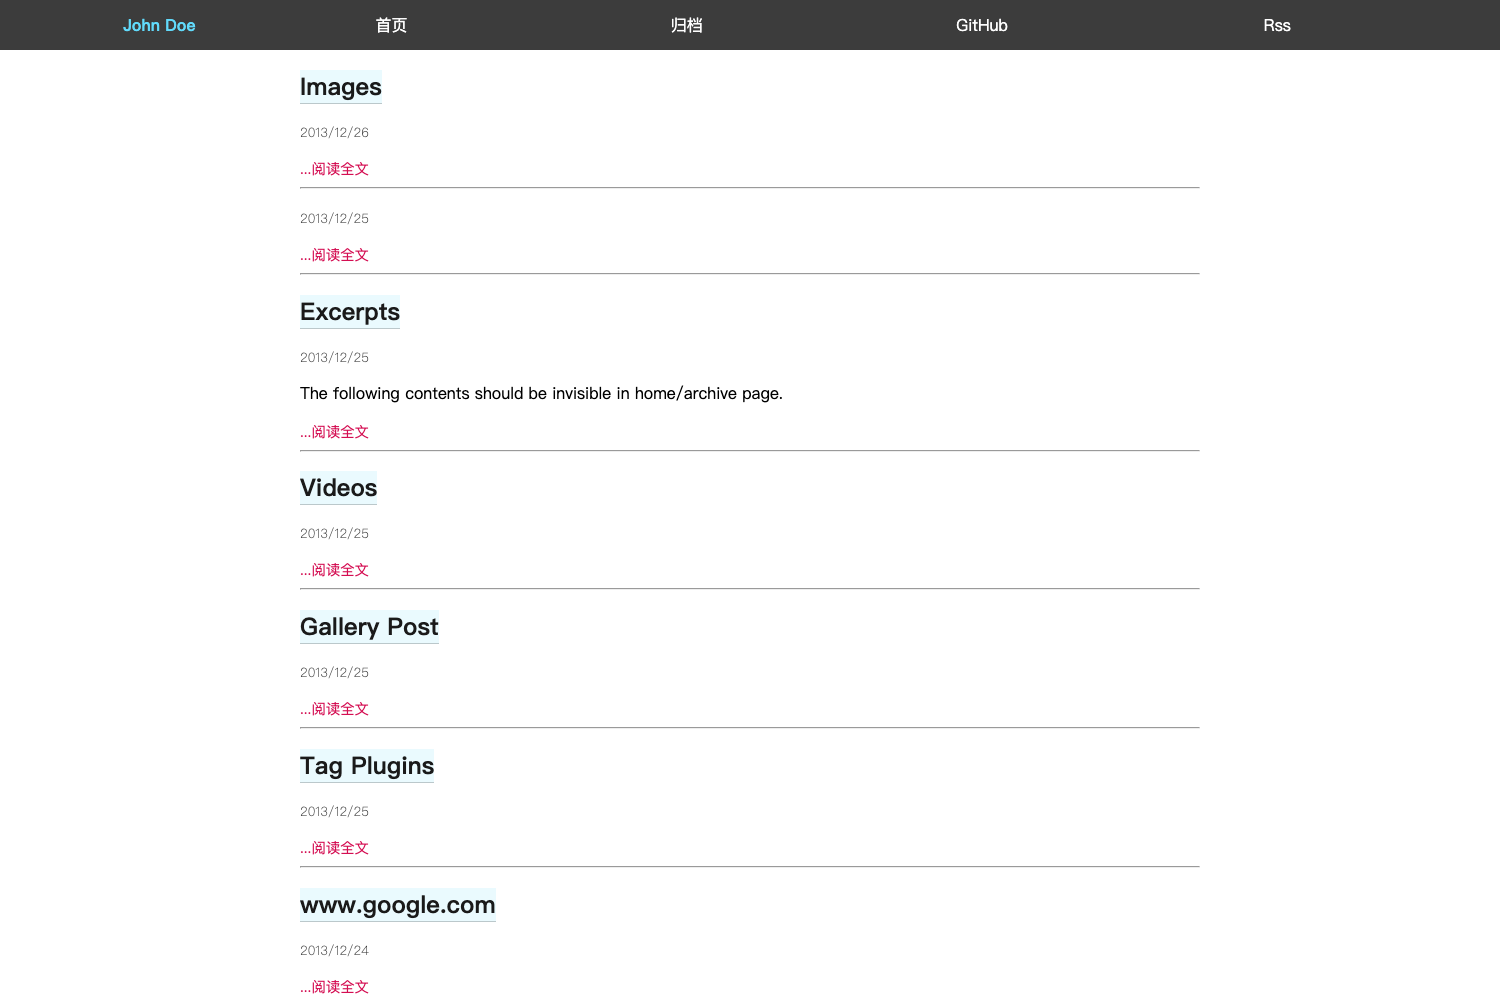 John Doe 首页 归档 GitHub Rss
Images
2013/12/26
...阅读全文
2013/12/25
...阅读全文
Excerpts
2013/12/25
The following contents should be invisible in home/archive page.
...阅读全文
Videos
2013/12/25
...阅读全文
Gallery Post
2013/12/25
...阅读全文
Tag Plugins
2013/12/25
...阅读全文
www.google.com
2013/12/24
...阅读全文